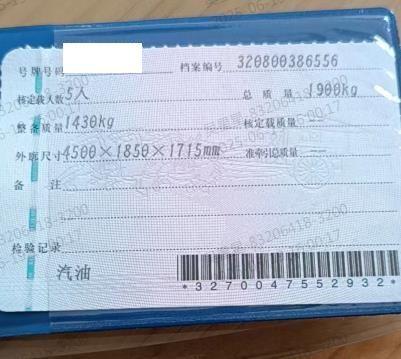 号牌号码 档案编号 320800386556
核定载人数 5人 总质量 1900kg
整备质量 1430kg 核定载质量 --
外廓尺寸 4500×1850×1715mm 准牵引总质量 --
备注
检验记录
汽油
*3270047552932*